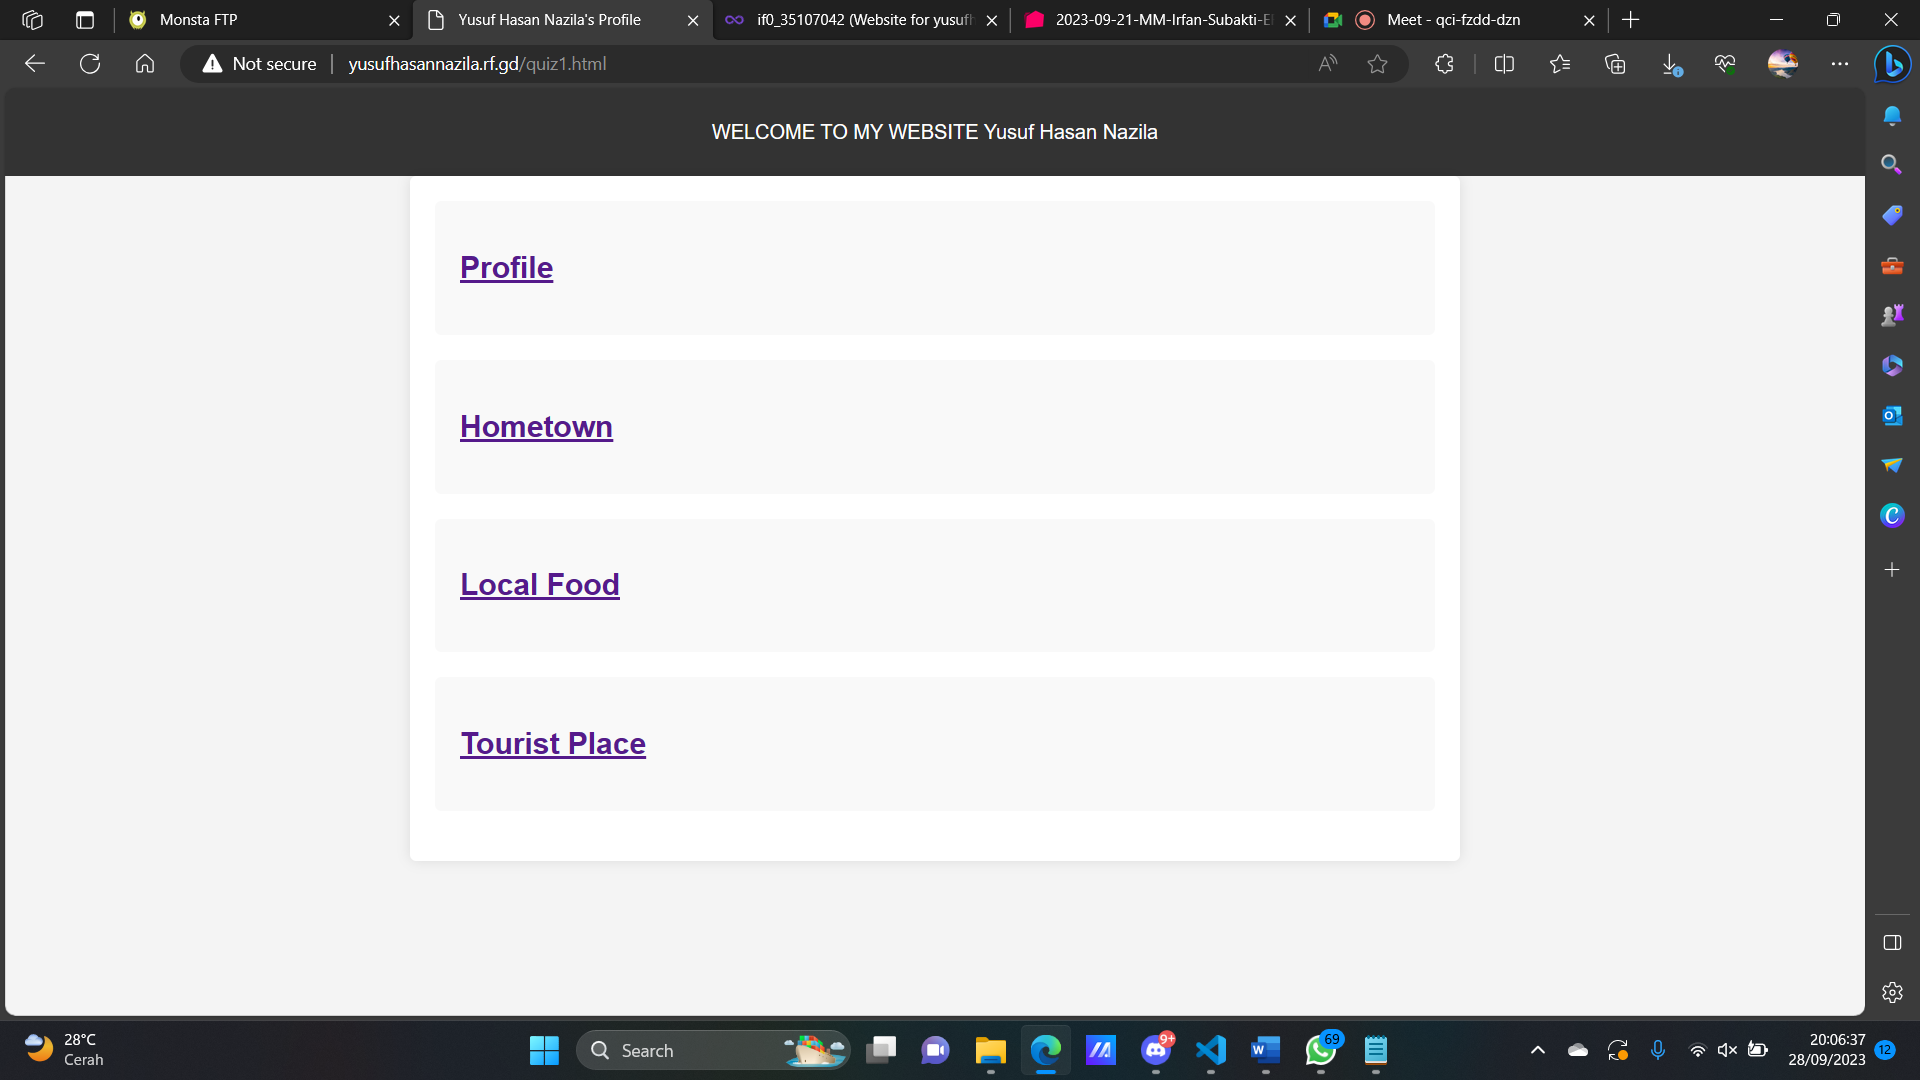 Monsta FTP
Yusuf Hasan Nazila's Profile
if0_35107042 (Website for yusufh
2023-09-21-MM-Irfan-Subakti-E
Meet - qci-fzdd-dzn
Not secure
yusufhasannazila.rf.gd/quiz1.html
WELCOME TO MY WEBSITE Yusuf Hasan Nazila
Profile
Hometown
Local Food
Tourist Place
28°C
Cerah
Search
9+
69
20:06:37
28/09/2023
12